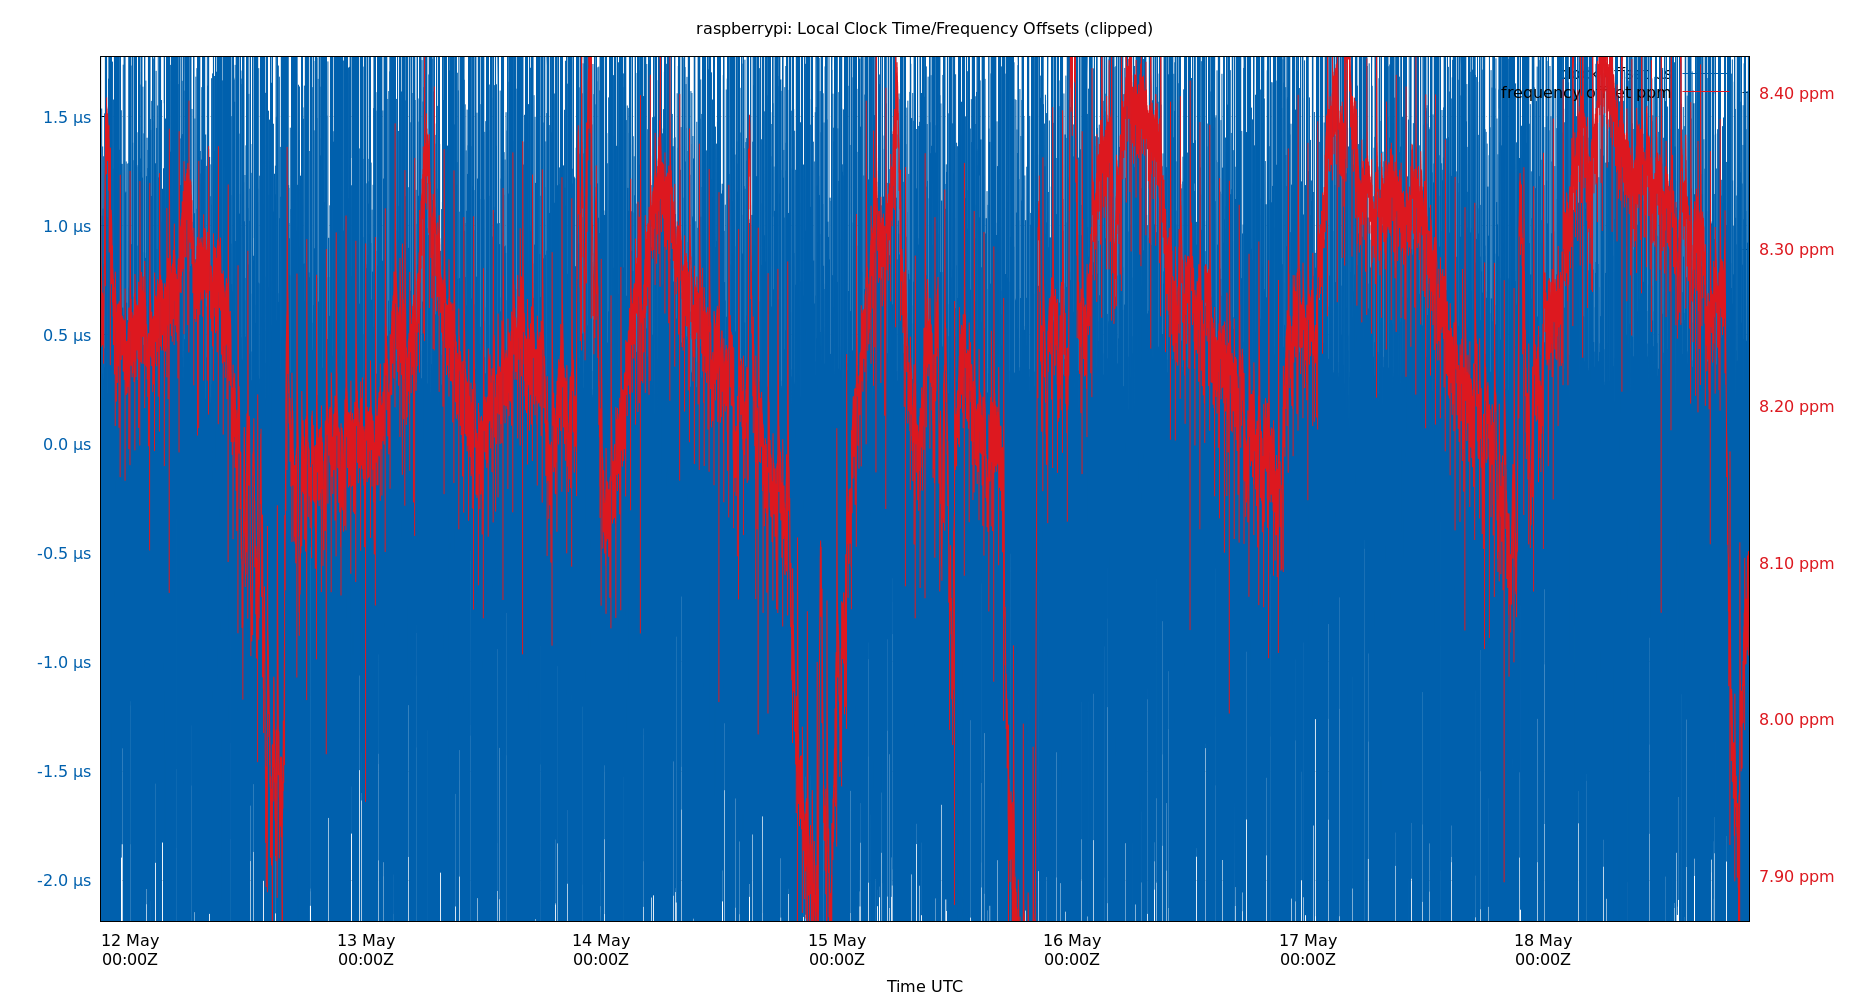 raspberrypi: Local Clock Time/Frequency Offsets (clipped)
frequency offset ppm
1.5 µs
1.0 µs
0.5 µs
0.0 µs
-0.5 µs
-1.0 µs
-1.5 µs
-2.0 µs
8.40 ppm
8.30 ppm
8.20 ppm
8.10 ppm
8.00 ppm
7.90 ppm
12 May 13 May 14 May 15 May 16 May 17 May 18 May
00:00Z 00:00Z 00:00Z 00:00Z 00:00Z 00:00Z 00:00Z
Time UTC